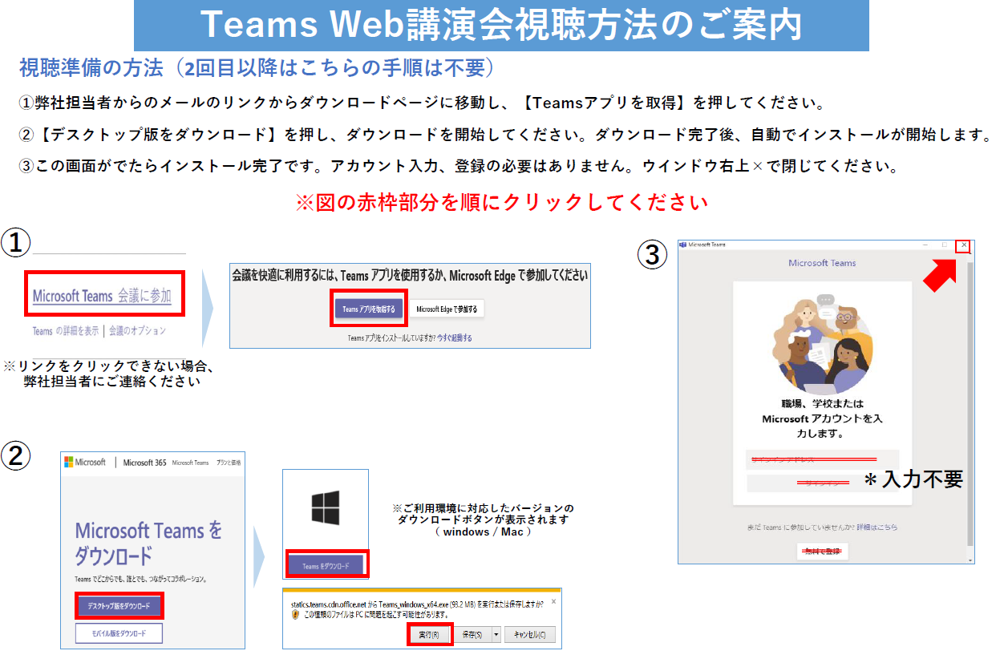 Teams Web講演会視聴方法のご案内
視聴準備の方法（2回目以降はこちらの手順は不要）
①弊社担当者からのメールのリンクからダウンロードページに移動し、【Teamsアプリを取得】を押してください。
②【デスクトップ版をダウンロード】を押し、ダウンロードを開始してください。ダウンロード完了後、自動でインストールが開始します。
③この画面がでたらインストール完了です。アカウント入力、登録の必要はありません。ウインドウ右上×で閉じてください。
※図の赤枠部分を順にクリックしてください
①
Microsoft Teams 会議に参加
Teams の詳細を表示 | 会議のオプション
※リンクをクリックできない場合、
弊社担当者にご連絡ください
会議を快適に利用するには、Teams アプリを使用するか、Microsoft Edge で参加してください
Teams アプリを取得する
Microsoft Edge で参加する
Teams アプリをインストールしていますか? 今すぐ起動する
②
Microsoft | Microsoft 365 Microsoft Teams プランと価格
Microsoft Teams を
ダウンロード
Teams でどこからでも、誰とでも、つながってコラボレーション。
デスクトップ版をダウンロード
モバイル版をダウンロード
Teams をダウンロード
※ご利用環境に対応したバージョンの
ダウンロードボタンが表示されます
（ windows / Mac ）
statics.teams.cdn.office.net から Teams_windows_x64.exe (93.2 MB) を実行または保存しますか?
この種類のファイルは PC に問題を起こす可能性があります。
実行(R)
保存(S)
キャンセル(C)
③
Microsoft Teams
Microsoft Teams
職場、学校または
Microsoft アカウントを入
力します。
サインイン アドレス
サインイン
＊入力不要
まだ Teams に参加していませんか? 詳細はこちら
無料で登録